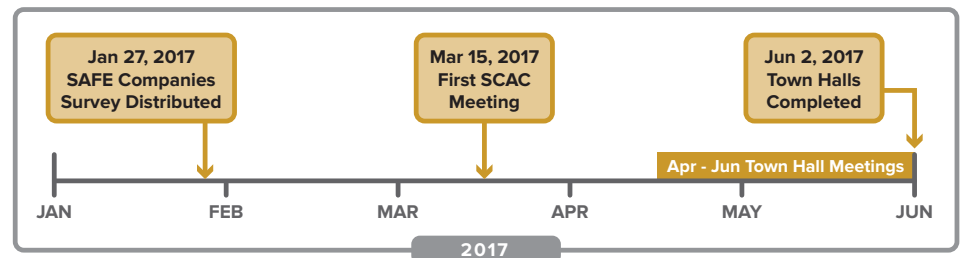 Jan 27, 2017
SAFE Companies
Survey Distributed
Mar 15, 2017
First SCAC
Meeting
Jun 2, 2017
Town Halls
Completed
Apr - Jun Town Hall Meetings
JAN
FEB
MAR
APR
MAY
JUN
2017